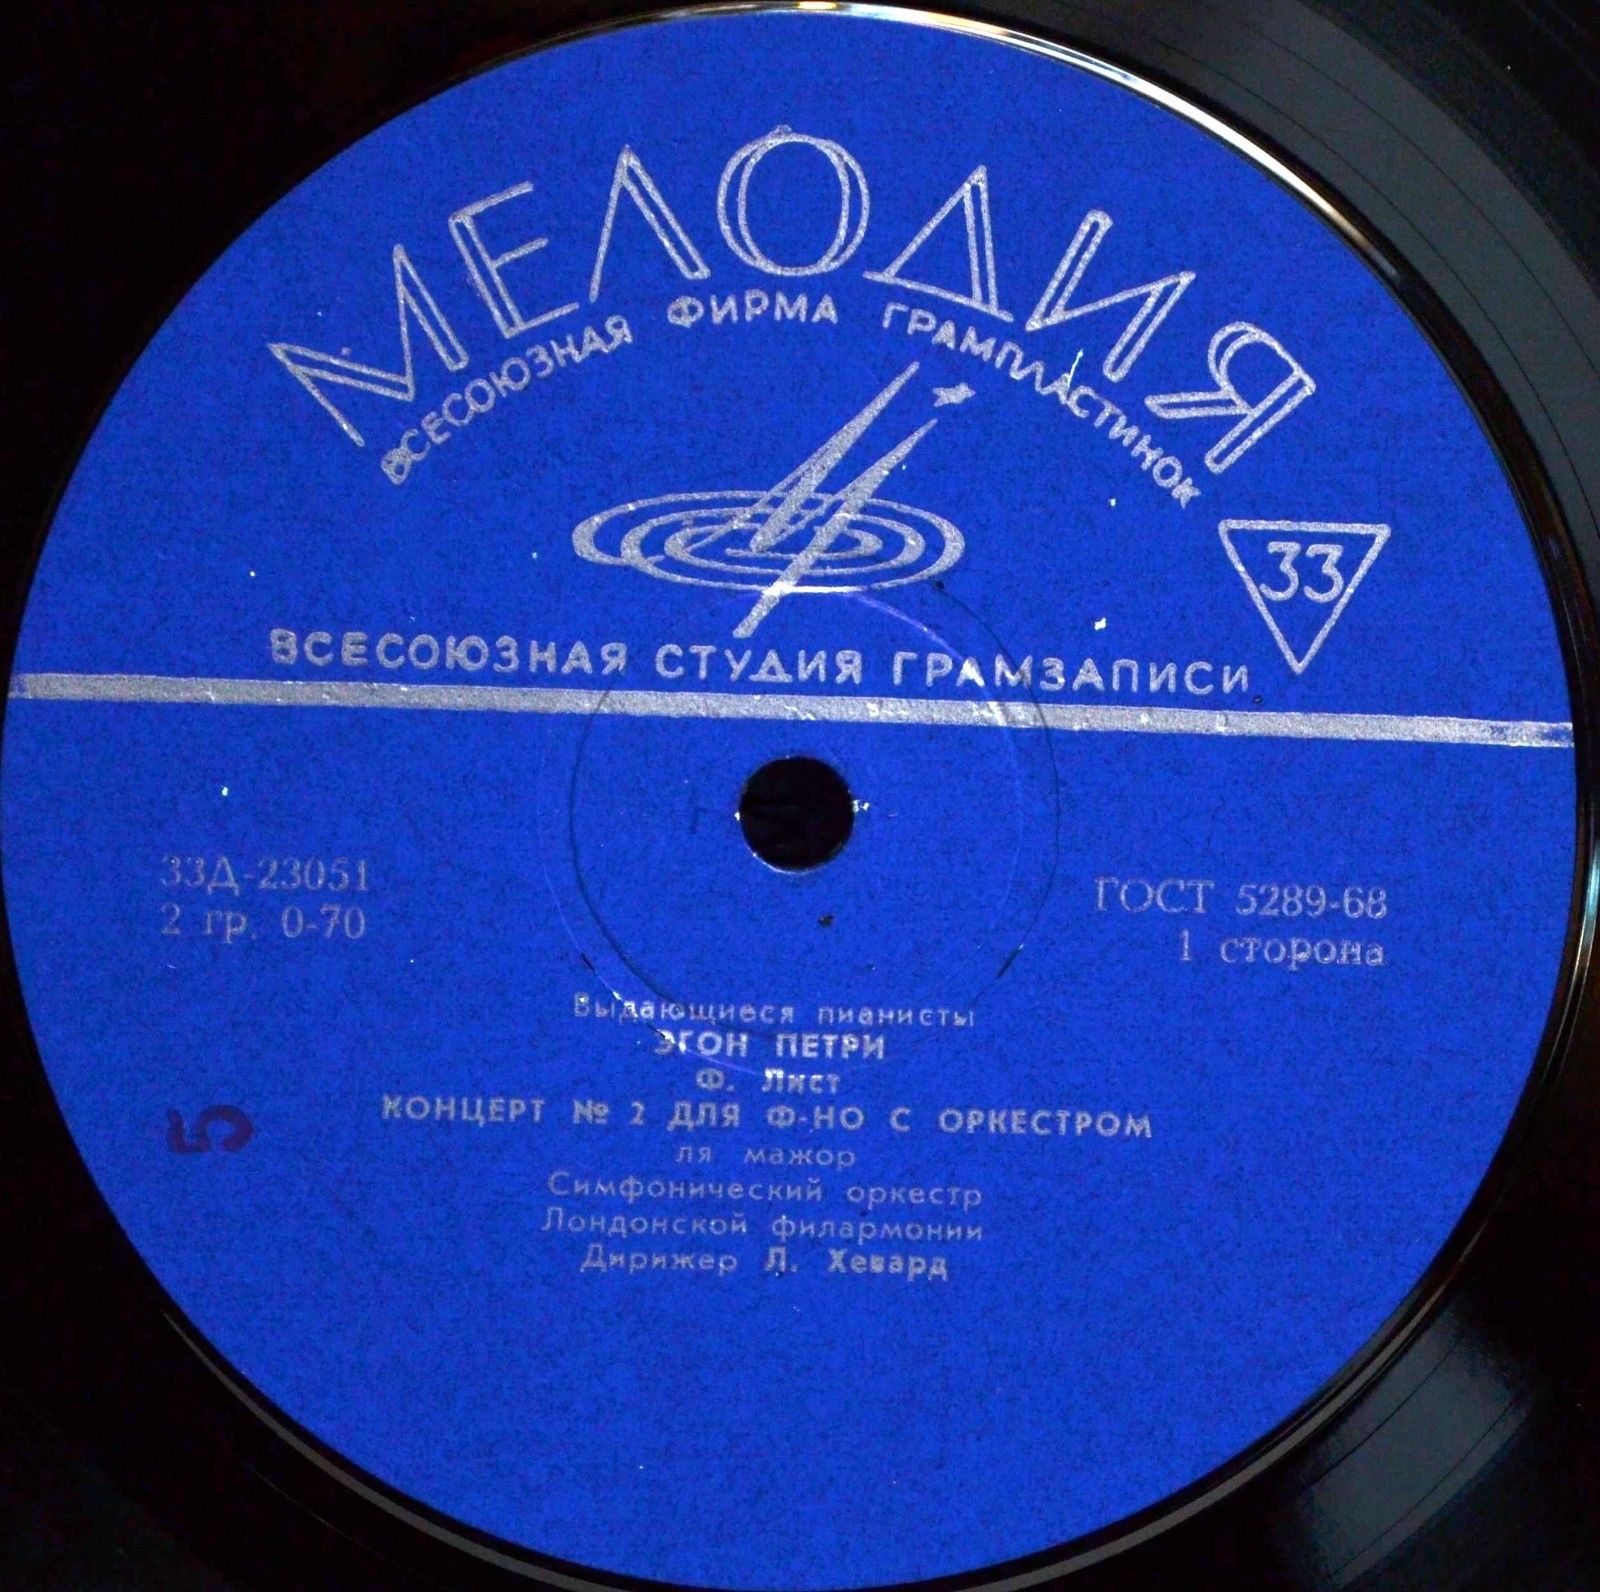 МЕЛОДИЯ
ВСЕСОЮЗНАЯ ФИРМА ГРАМПЛАСТИНОК
33
ВСЕСОЮЗНАЯ СТУДИЯ ГРАМЗАПИСИ
33Д-23051
2 гр. 0-70
ГОСТ 5289-68
1 сторона
Выдающиеся пианисты
ЭГОН ПЕТРИ
Ф. Лист
КОНЦЕРТ № 2 ДЛЯ Ф-НО С ОРКЕСТРОМ
ля мажор
Симфонический оркестр
Лондонской филармонии
Дирижер Л. Хевард
5